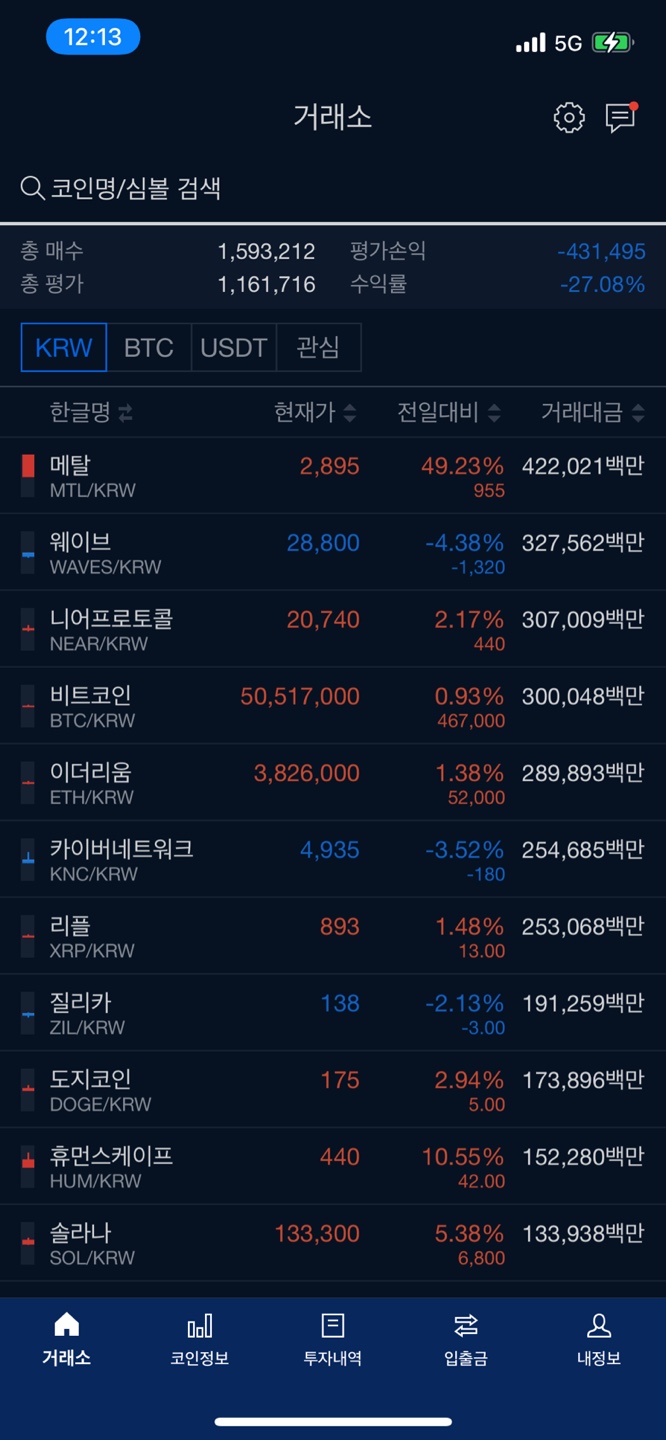 12:13
5G
거래소
코인명/심볼 검색
총 매수 1,593,212 평가손익 -431,495
총 평가 1,161,716 수익률 -27.08%
KRW BTC USDT 관심
한글명 현재가 전일대비 거래대금
메탈 2,895 49.23% 422,021백만
MTL/KRW 955
웨이브 28,800 -4.38% 327,562백만
WAVES/KRW -1,320
니어프로토콜 20,740 2.17% 307,009백만
NEAR/KRW 440
비트코인 50,517,000 0.93% 300,048백만
BTC/KRW 467,000
이더리움 3,826,000 1.38% 289,893백만
ETH/KRW 52,000
카이버네트워크 4,935 -3.52% 254,685백만
KNC/KRW -180
리플 893 1.48% 253,068백만
XRP/KRW 13.00
질리카 138 -2.13% 191,259백만
ZIL/KRW -3.00
도지코인 175 2.94% 173,896백만
DOGE/KRW 5.00
휴먼스케이프 440 10.55% 152,280백만
HUM/KRW 42.00
솔라나 133,300 5.38% 133,938백만
SOL/KRW 6,800
거래소 코인정보 투자내역 입출금 내정보